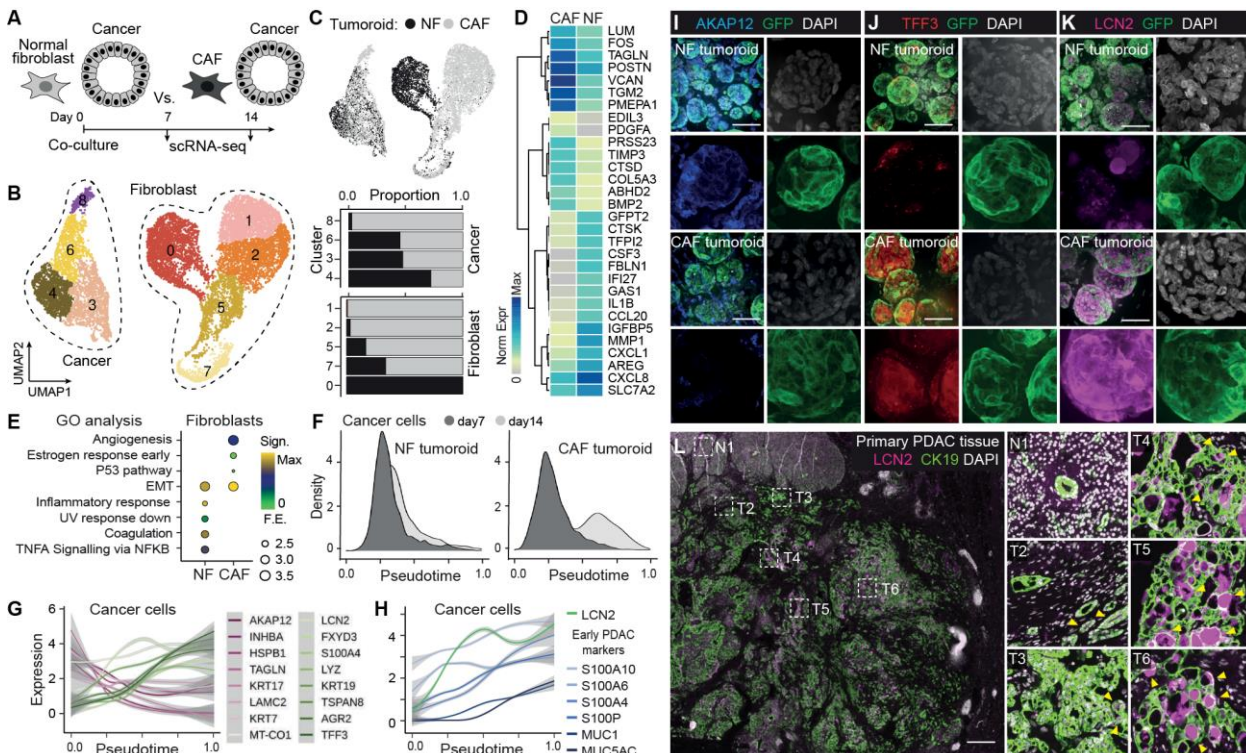 A
Normal
fibroblast
Cancer
Vs.
CAF
Cancer
Day 0
7
14
Co-culture
scRNA-seq
B
Fibroblast
8
6
4
3
0
1
2
5
7
Cancer
UMAP2
UMAP1
C
Tumoroid: NF CAF
Proportion
0.0
1.0
Cluster
8
6
3
4
Cancer
1
2
5
7
0
Fibroblast
D
CAF NF
LUM
FOS
TAGLN
POSTN
VCAN
TGM2
PMEPA1
EDIL3
PDGFA
PRSS23
TIMP3
CTSD
COL5A3
ABHD2
BMP2
GFPT2
CTSK
TFPI2
CSF3
FBLN1
IFI27
GAS1
IL1B
CCL20
IGFBP5
MMP1
CXCL1
AREG
CXCL8
SLC7A2
Max
Norm Expr
0
E
GO analysis
Fibroblasts
Angiogenesis
Estrogen response early
P53 pathway
EMT
Inflammatory response
UV response down
Coagulation
TNFA Signalling via NFKB
NF CAF
Sign.
Max
0
F.E.
2.5
3.0
3.5
F
Cancer cells
day7 day14
NF tumoroid
CAF tumoroid
Density
4
2
0
4
2
0
0.0 Pseudotime 1.0
0.0 Pseudotime 1.0
G
Cancer cells
Expression
6
4
2
0
0.0
1.0
Pseudotime
AKAP12
INHBA
HSPB1
TAGLN
KRT17
LAMC2
KRT7
MT-CO1
LCN2
FXYD3
S100A4
LYZ
KRT19
TSPAN8
AGR2
TFF3
H
Cancer cells
4
2
0
0.0
1.0
Pseudotime
LCN2
Early PDAC
markers
S100A10
S100A6
S100A4
S100P
MUC1
MUC5AC
I AKAP12 GFP DAPI
NF tumoroid
CAF tumoroid
J TFF3 GFP DAPI
NF tumoroid
CAF tumoroid
K LCN2 GFP DAPI
NF tumoroid
CAF tumoroid
L
Primary PDAC tissue
LCN2 CK19 DAPI
N1
T2
T3
T4
T5
T6
N1
T2
T3
T4
T5
T6